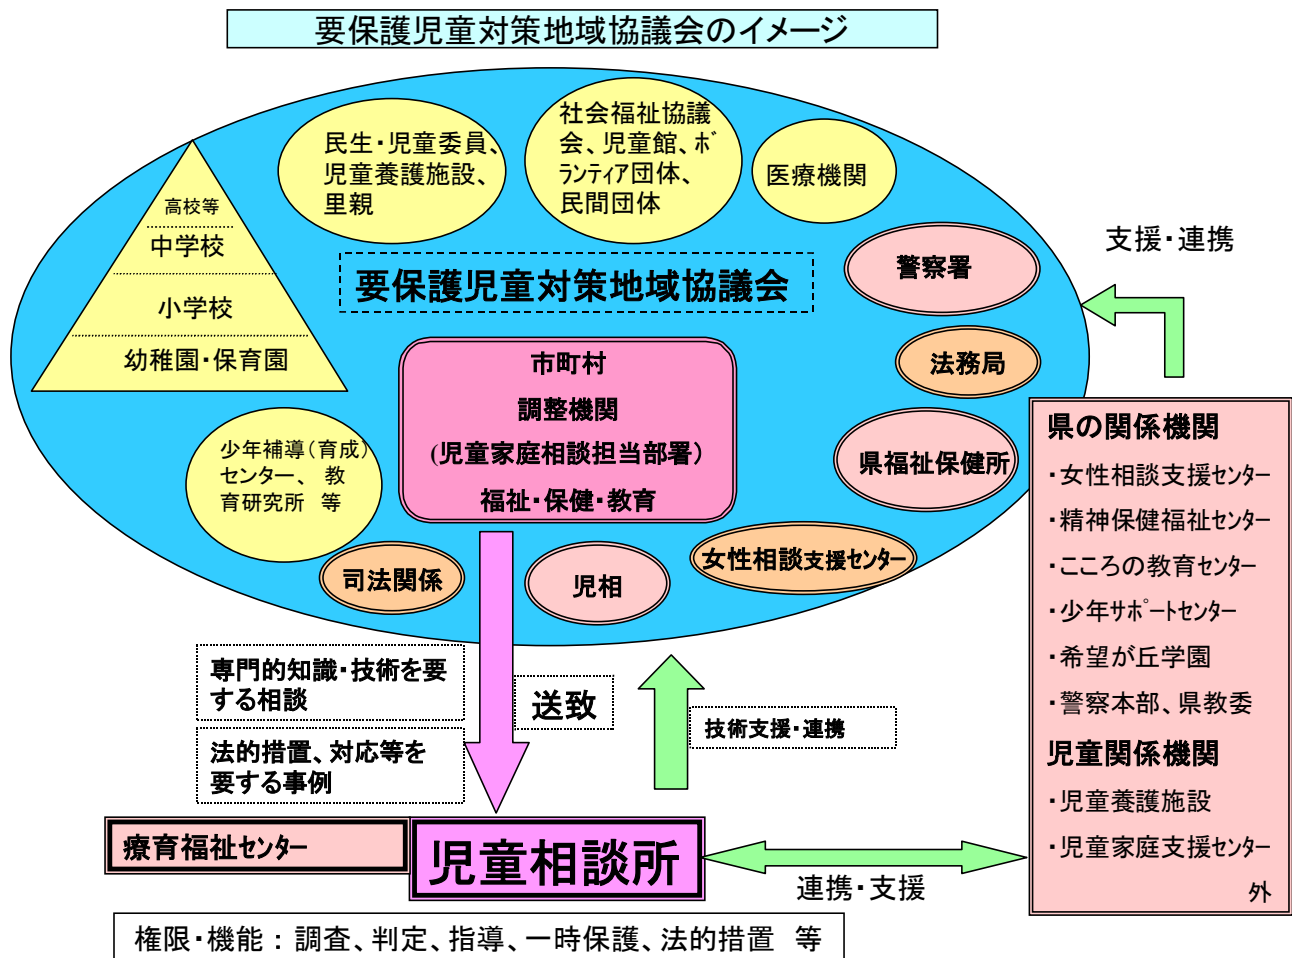 要保護児童対策地域協議会のイメージ
民生・児童委員、
児童養護施設、
里親
社会福祉協議
会、児童館、ボ
ランティア団体、
民間団体
医療機関
高校等
中学校
小学校
幼稚園・保育園
要保護児童対策地域協議会
警察署
法務局
県福祉保健所
女性相談支援センター
児相
司法関係
少年補導（育成）
センター、 教
育研究所 等
市町村
調整機関
(児童家庭相談担当部署）
福祉・保健・教育
支援・連携
県の関係機関
・女性相談支援センター
・精神保健福祉センター
・こころの教育センター
・少年サポートセンター
・希望が丘学園
・警察本部、県教委
児童関係機関
・児童養護施設
・児童家庭支援センター
外
専門的知識・技術を要
する相談
法的措置、対応等を
要する事例
送致
技術支援・連携
療育福祉センター
児童相談所
連携・支援
権限・機能 ： 調査、判定、指導、一時保護、法的措置 等